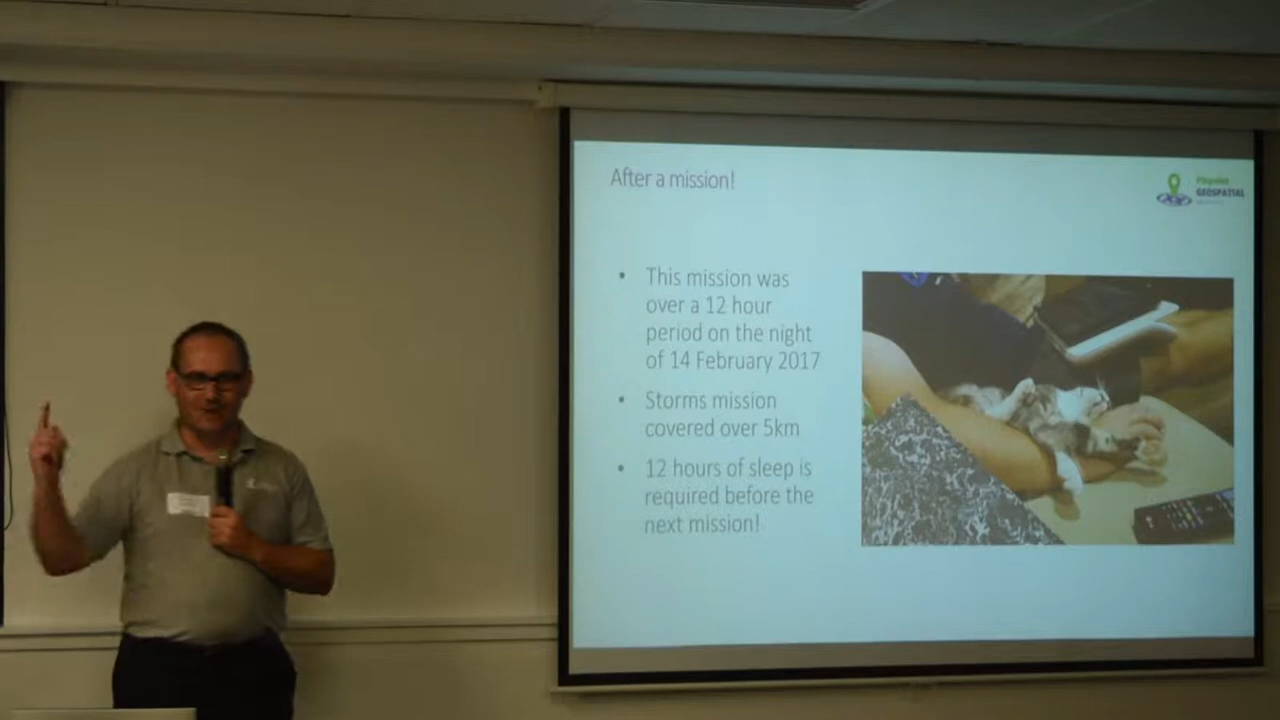 After a mission!
Pinpoint
GEOSPATIAL
• This mission was
over a 12 hour
period on the night
of 14 February 2017
• Storms mission
covered over 5km
• 12 hours of sleep is
required before the
next mission!